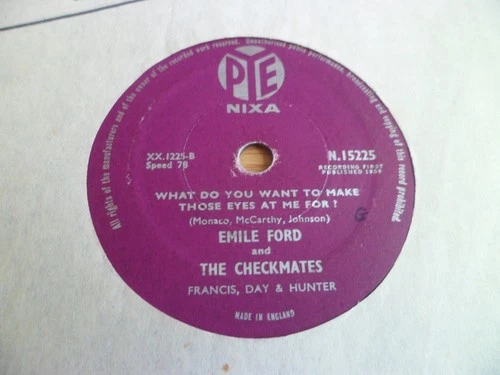 All rights of the manufacturers and of the owner of the recorded work reserved. Unauthorised public performance, broadcasting and copying of this record prohibited
PYE
NIXA
XX.1225-B
Speed 78
N.15225
RECORDING FIRST
PUBLISHED 1959
WHAT DO YOU WANT TO MAKE
THOSE EYES AT ME FOR?
(Monaco, McCarthy, Johnson)
G
EMILE FORD
and
THE CHECKMATES
FRANCIS, DAY & HUNTER
MADE IN ENGLAND